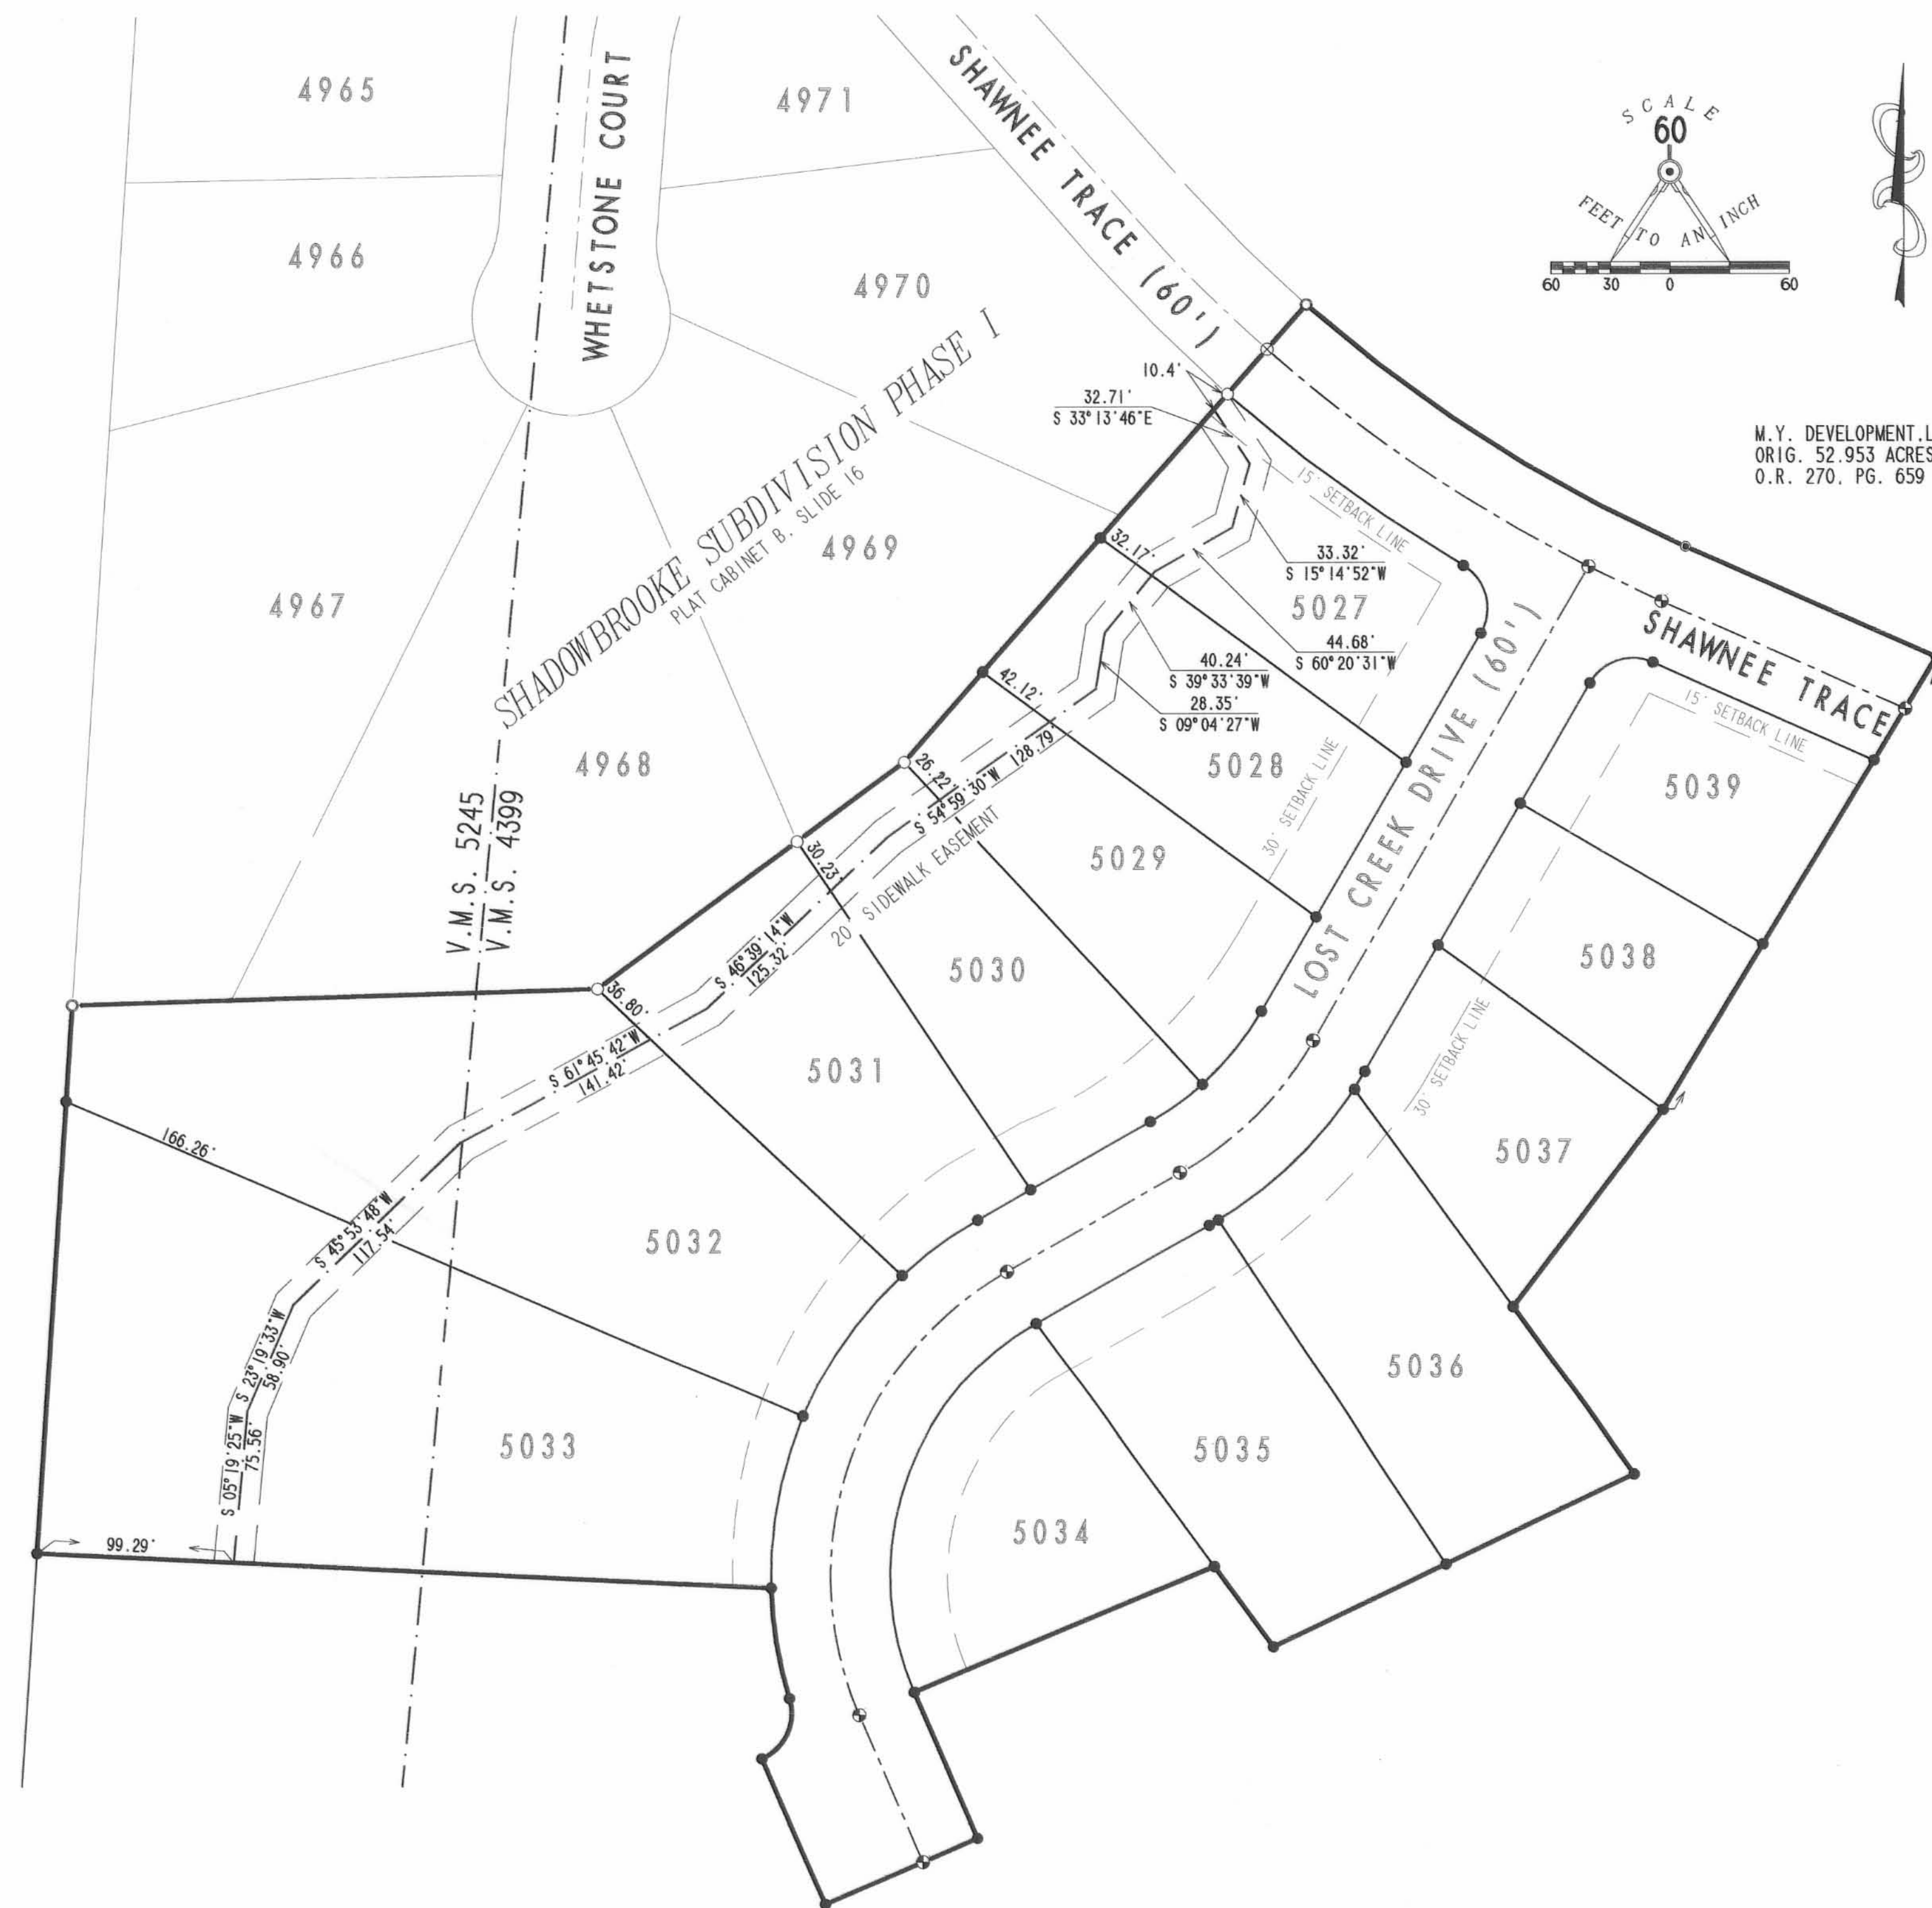 4965
WHETSTONE COURT
4971
SHAWNEE TRACE (60')
SCALE
60
FEET TO AN INCH
60 30 0 60
4966
4970
SHADOWBROOKE SUBDIVISION PHASE I
PLAT CABINET B, SLIDE 16
10.4'
32.71'
S 33°13'46"E
M.Y. DEVELOPMENT,
ORIG. 52.953 ACRES
O.R. 270, PG. 659
15' SETBACK LINE
4969
32.17'
33.32'
S 15°14'52"W
4967
5027
44.68'
S 60°20'31"W
40.24'
S 39°33'39"W
28.35'
S 09°04'27"W
SHAWNEE TRACE
15' SETBACK LINE
42.12'
4968
5028
5039
LOST CREEK DRIVE (60')
30' SETBACK LINE
26.22'
S 54°59'30"W 128.79'
V.M.S. 5245
V.M.S. 4399
5029
30.23'
20' SIDEWALK EASEMENT
S 46°39'14"W
125.32'
5038
5030
36.80'
30' SETBACK LINE
S 61°45'42"W
141.42'
5031
166.26'
5037
5032
S 45°53'48"W
117.54'
S 23°19'33"W
58.90'
5036
S 05°19'25"W
75.56'
5033
5035
5034
99.29'